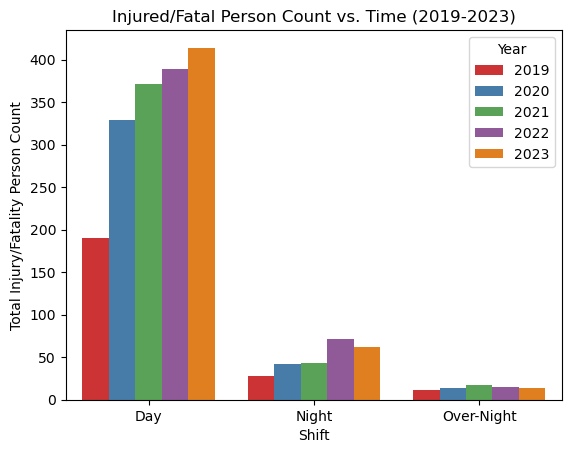 Injured/Fatal Person Count vs. Time (2019-2023)
Total Injury/Fatality Person Count
400
350
300
250
200
150
100
50
0
Year
2019
2020
2021
2022
2023
Day Night Over-Night
Shift